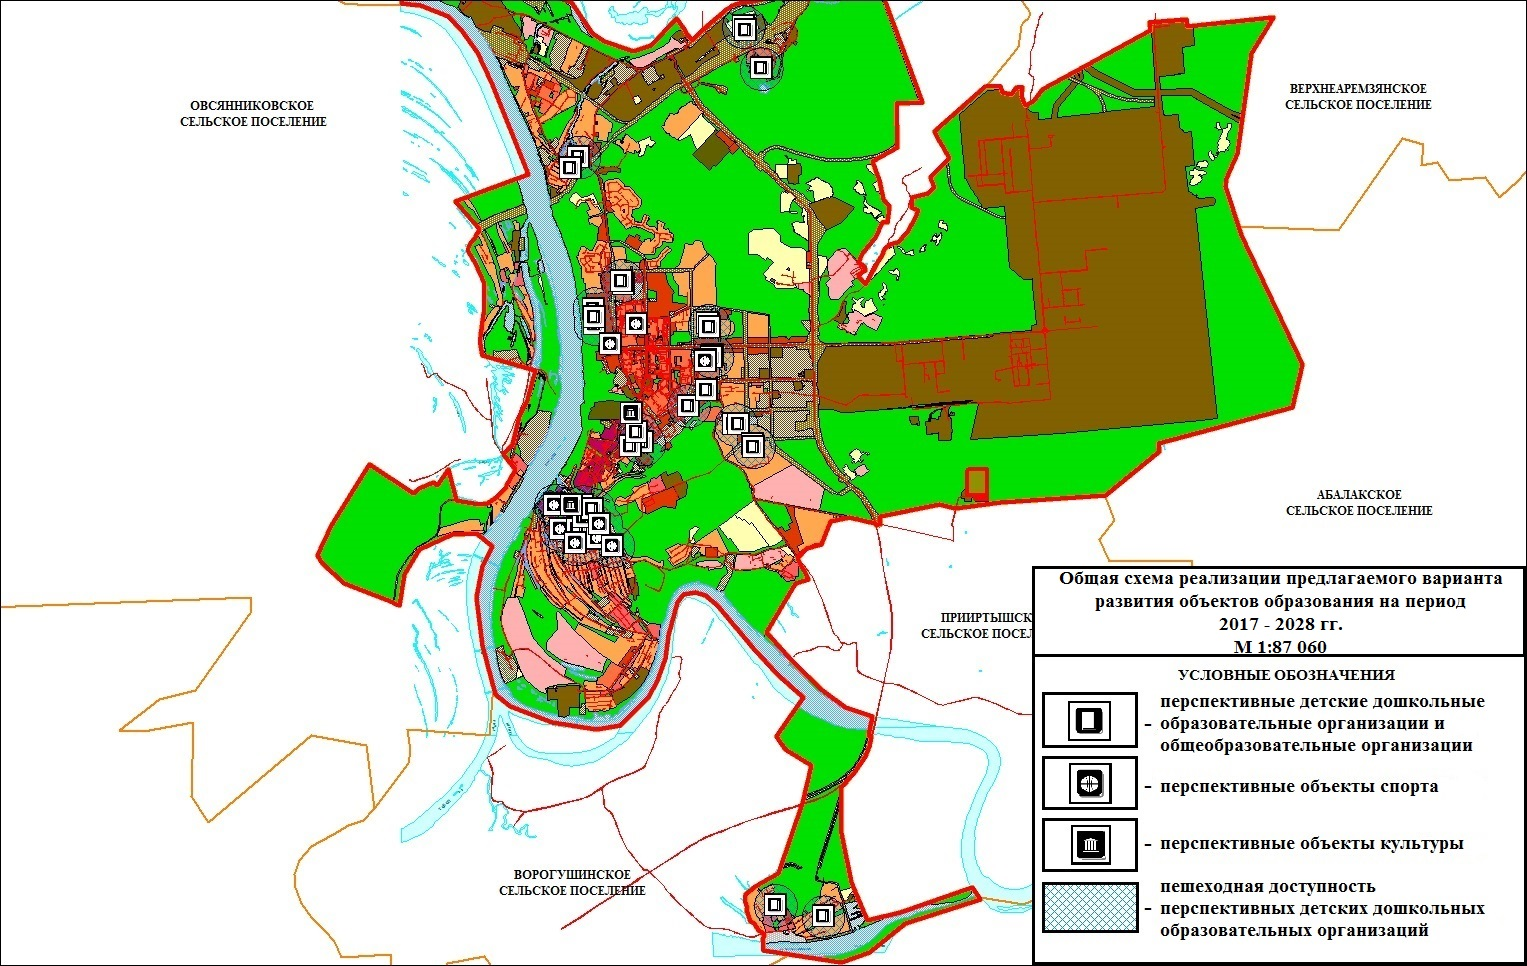 ОВСЯННИКОВСКОЕ
СЕЛЬСКОЕ ПОСЕЛЕНИЕ
ВЕРХНЕАРЕМЗЯНСКОЕ
СЕЛЬСКОЕ ПОСЕЛЕНИЕ
АБАЛАКСКОЕ
СЕЛЬСКОЕ ПОСЕЛЕНИЕ
ПРИИРТЫШСК
СЕЛЬСКОЕ ПОСЕЛ
ВОРОГУШИНСКОЕ
СЕЛЬСКОЕ ПОСЕЛЕНИЕ
Общая схема реализации предлагаемого варианта
развития объектов образования на период
2017 - 2028 гг.
М 1:87 060
УСЛОВНЫЕ ОБОЗНАЧЕНИЯ
перспективные детские дошкольные
- образовательные организации и
общеобразовательные организации
- перспективные объекты спорта
- перспективные объекты культуры
пешеходная доступность
- перспективных детских дошкольных
образовательных организаций